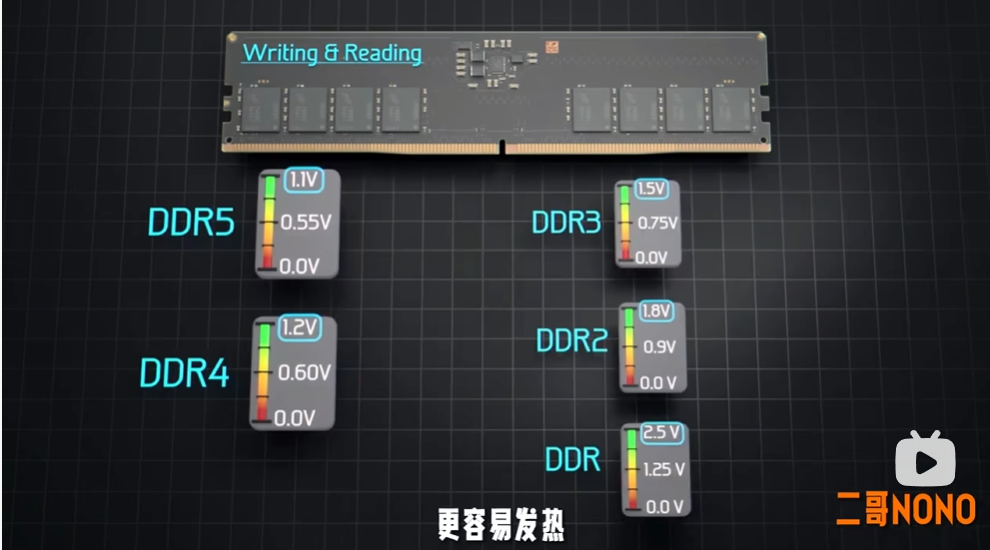 Writing & Reading
DDR5
1.1V
0.55V
0.0V
DDR3
1.5V
0.75V
0.0V
DDR4
1.2V
0.60V
0.0V
DDR2
1.8V
0.9V
0.0 V
DDR
2.5 V
1.25 V
0.0 V
更容易发热
二哥NONO